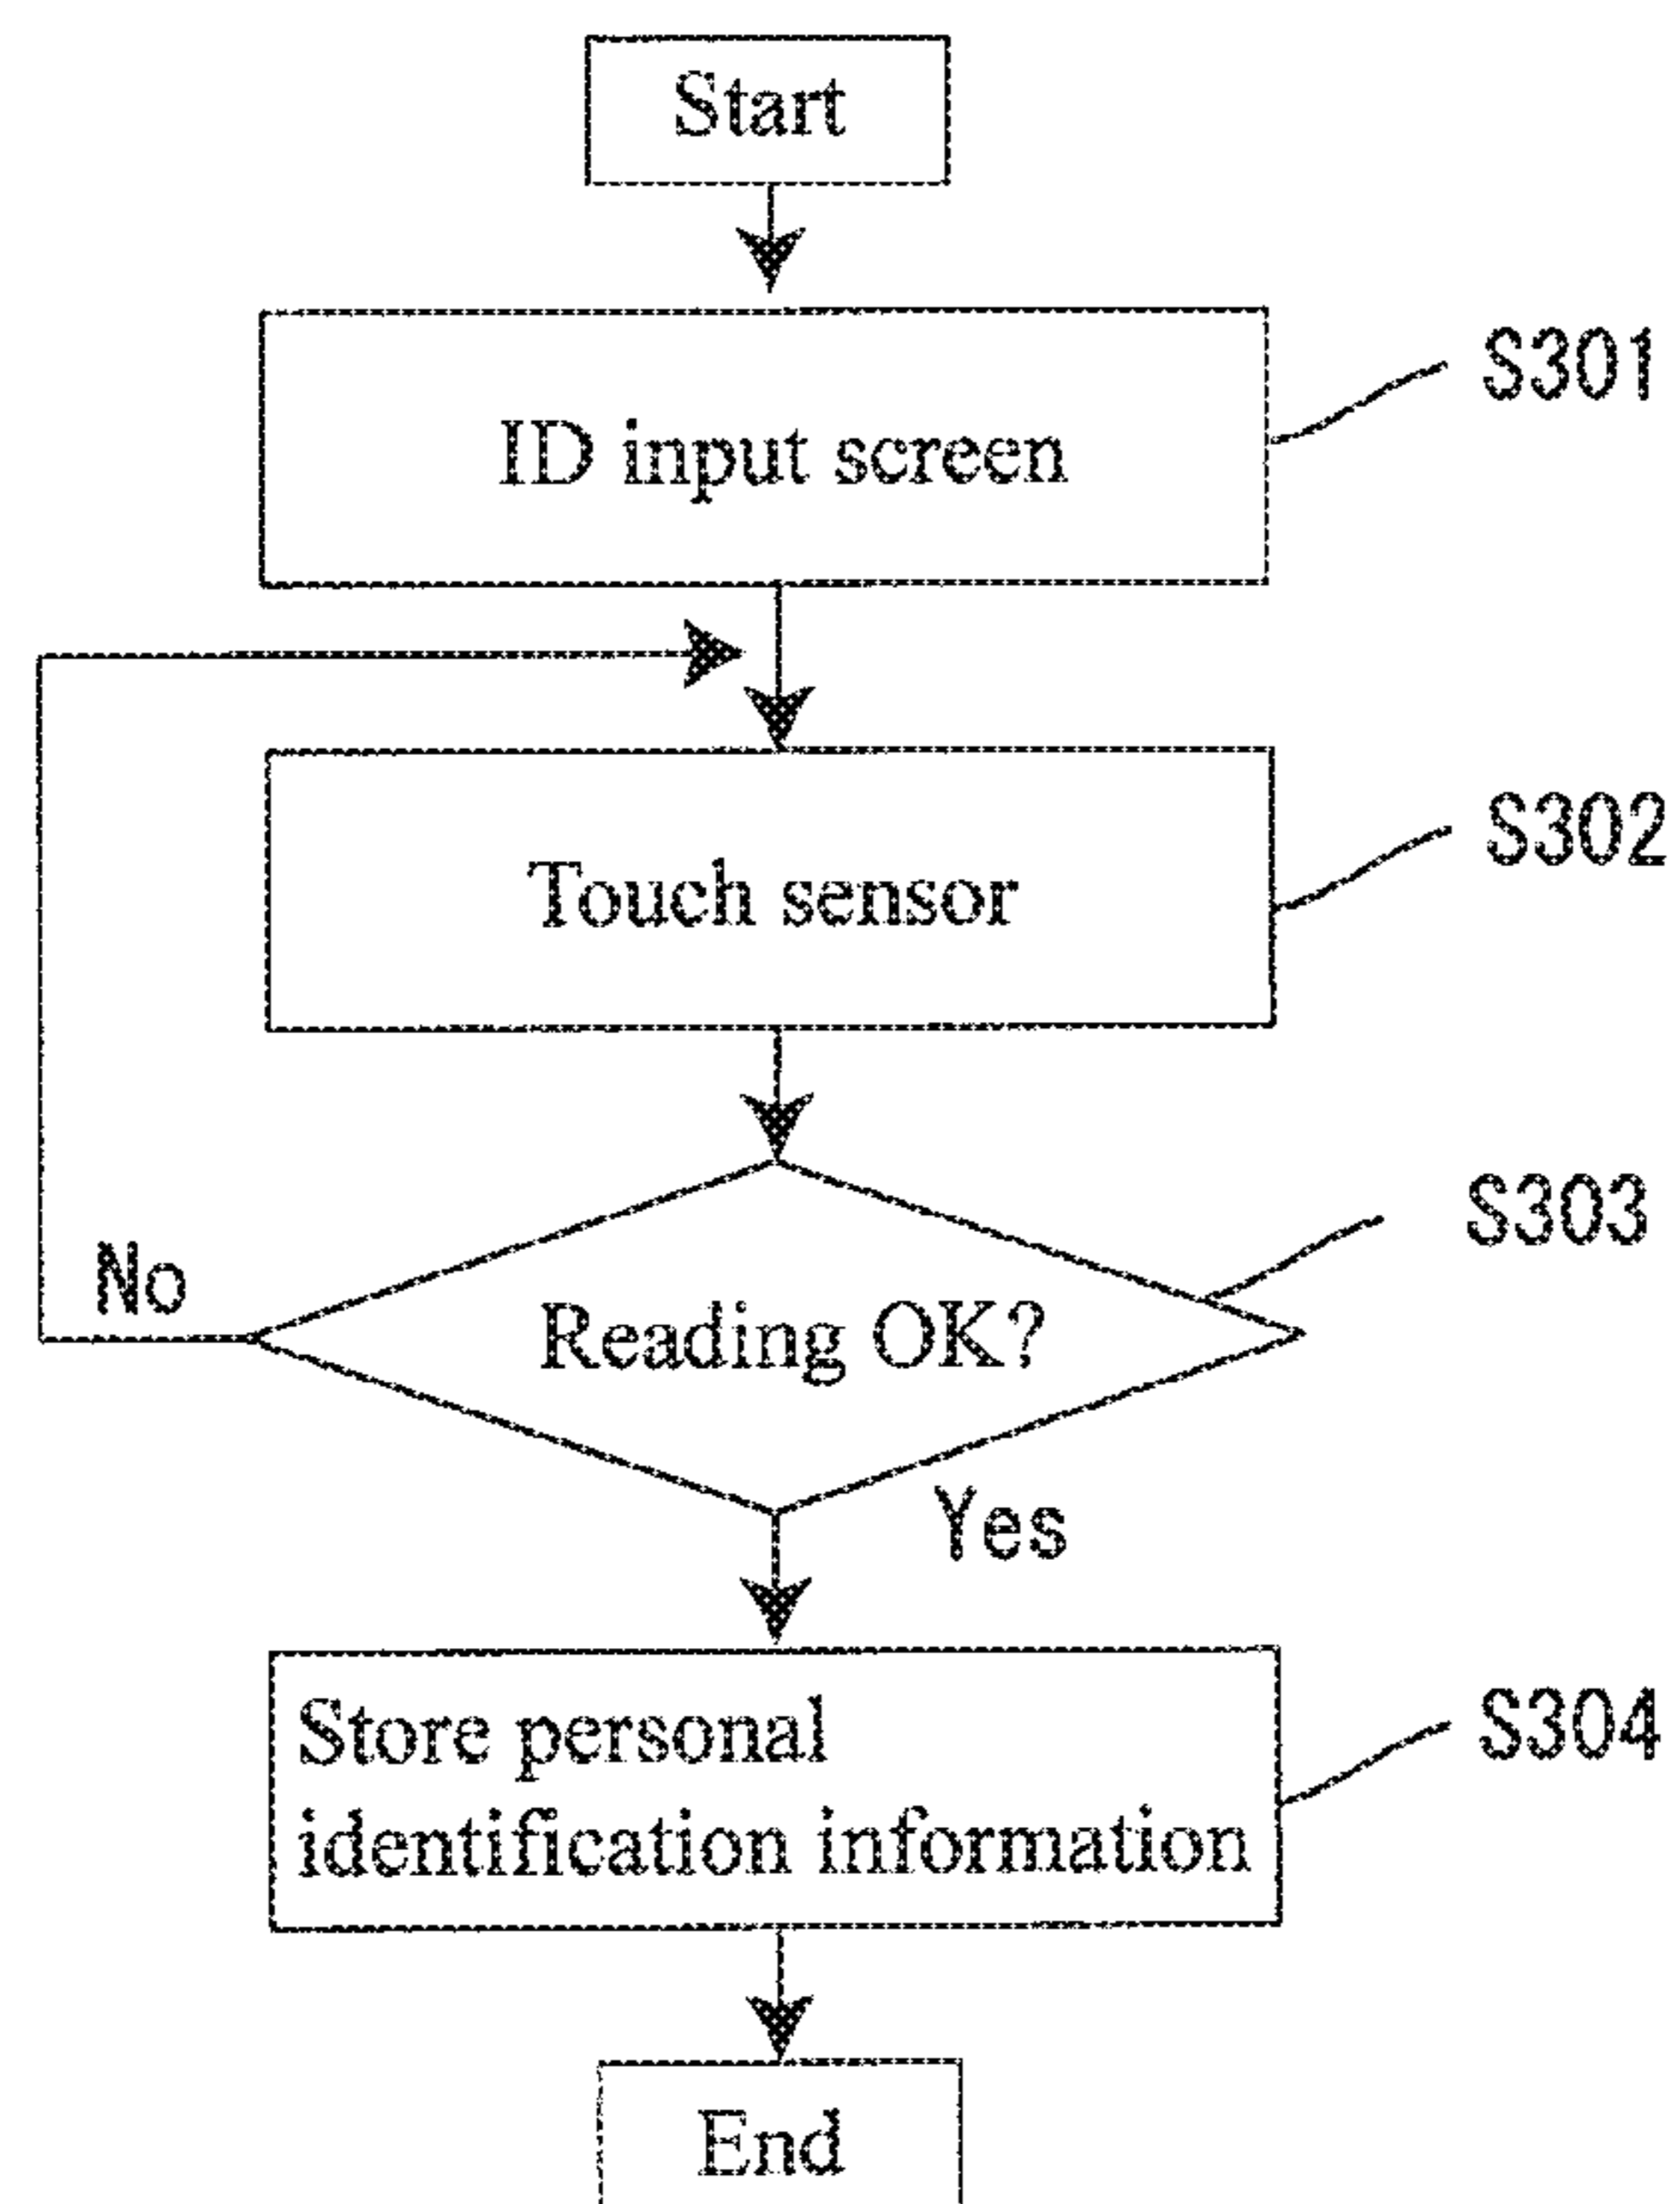 Start
ID input screen
S301
Touch sensor
S302
Reading OK?
S303
No
Yes
Store personal
identification information
S304
End